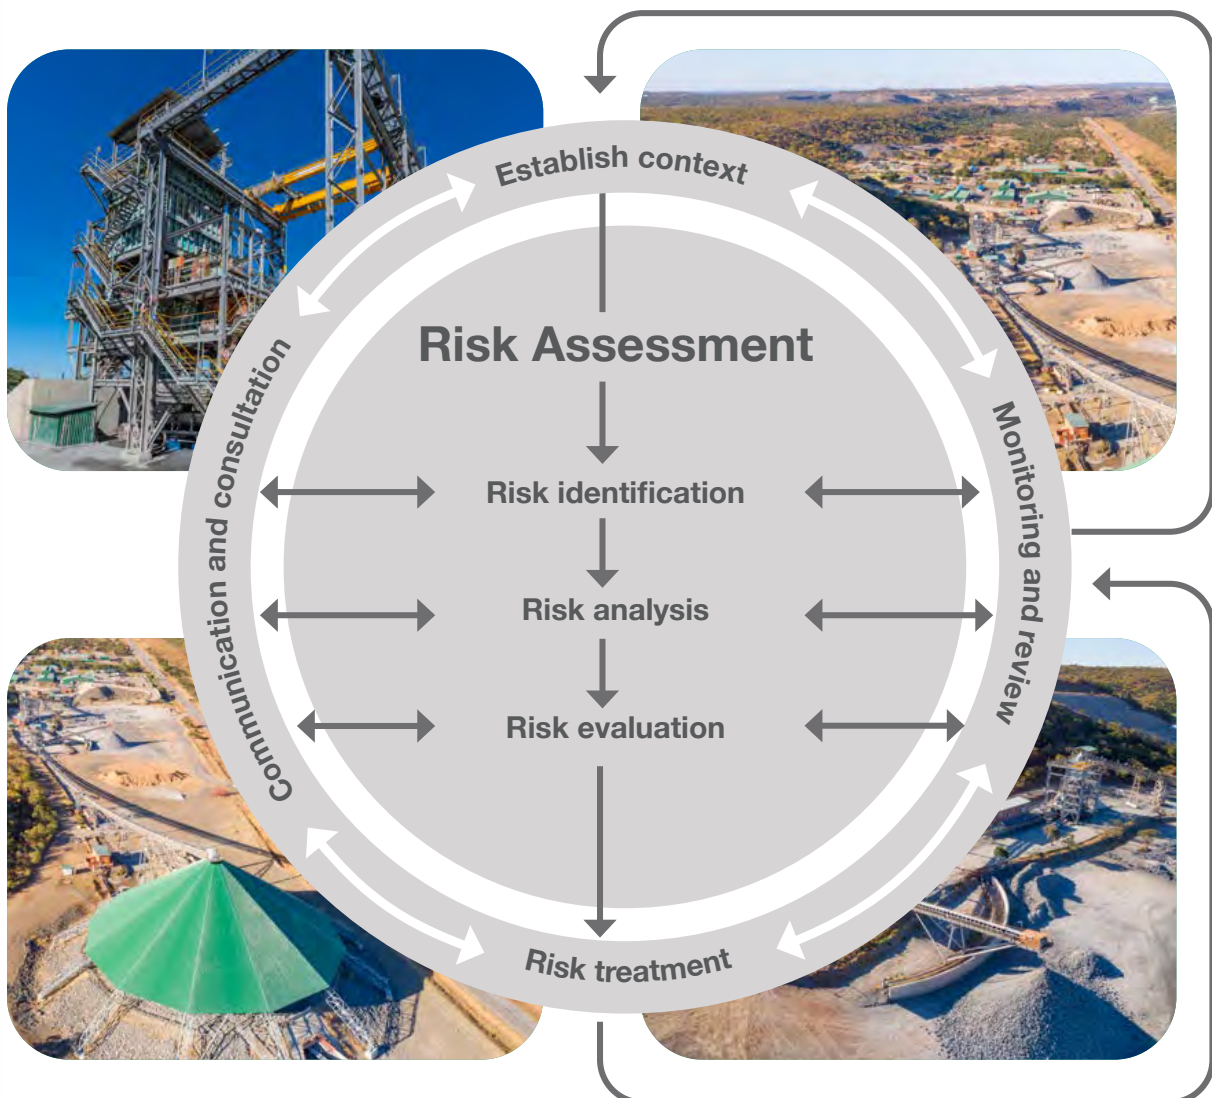 Establish context
Risk Assessment
Communication and consultation
Risk identification
Monitoring and review
Risk analysis
Risk evaluation
Risk treatment